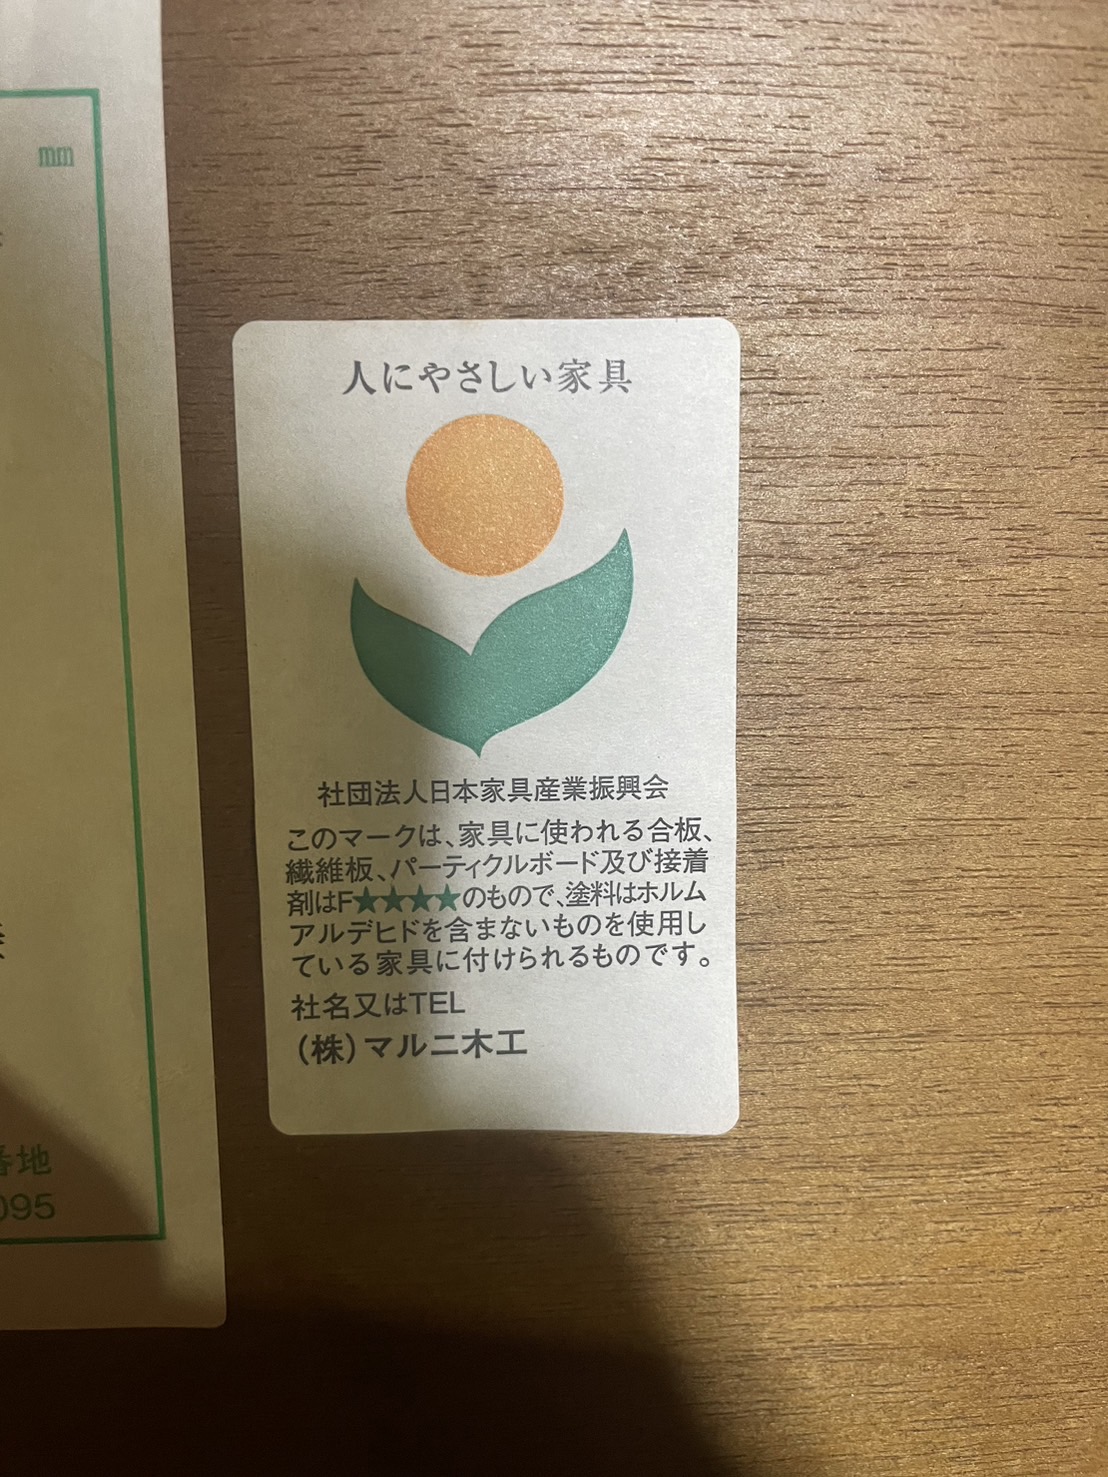 mm
人にやさしい家具
社団法人日本家具産業振興会
このマークは、家具に使われる合板、
繊維板、パーティクルボード及び接着
剤はF★★★★のもので、塗料はホルム
アルデヒドを含まないものを使用し
ている家具に付けられるものです。
社名又はTEL
(株)マルニ木工
番地
095